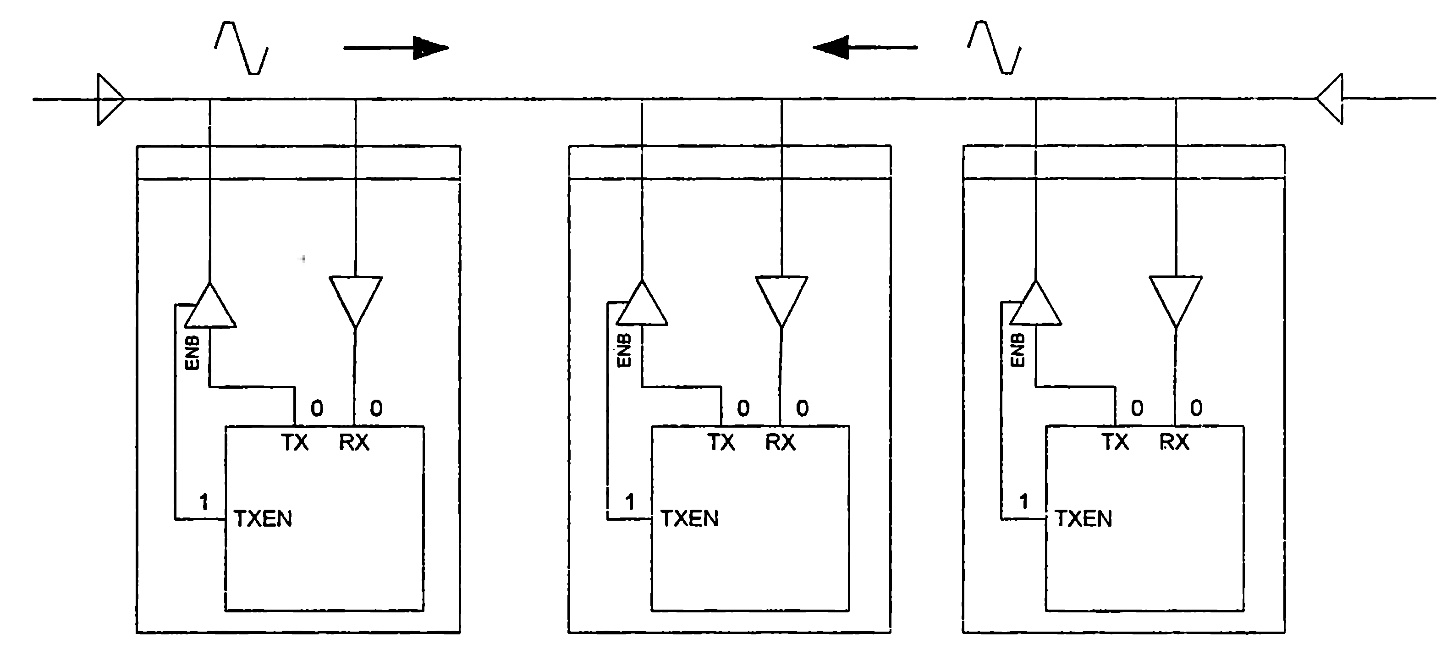 ENB
0 0
TX RX
1
TXEN
ENB
0 0
TX RX
1
TXEN
ENB
0 0
TX RX
1
TXEN